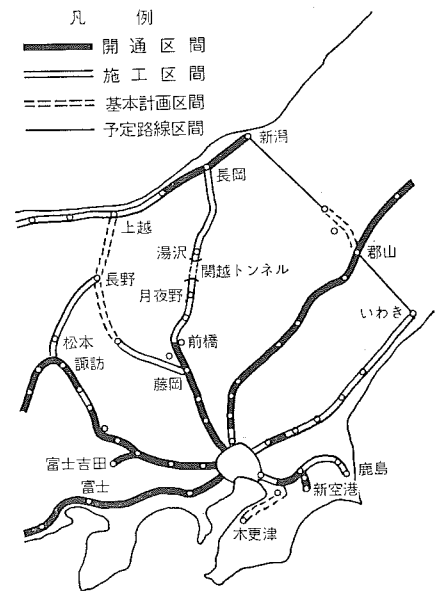 凡 例
開通区間
施工区間
基本計画区間
予定路線区間
新潟
長岡
上越
湯沢
関越トンネル
郡山
長野
月夜野
いわき
松本
前橋
諏訪
藤岡
富士吉田
富士
鹿島
新空港
木更津